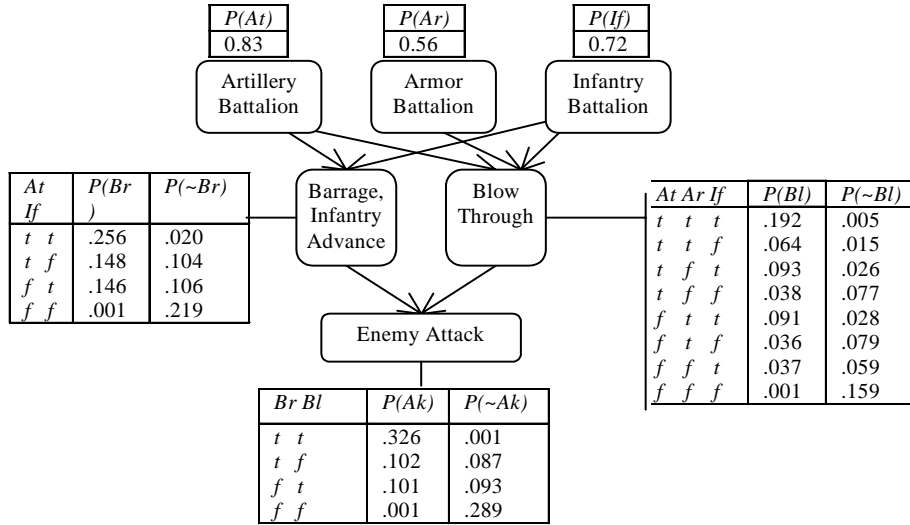 P(At)
0.83
P(Ar)
0.56
P(If)
0.72
Artillery
Battalion
Armor
Battalion
Infantry
Battalion
At
If
P(Br
)
P(~Br)
t t .256 .020
t f .148 .104
f t .146 .106
f f .001 .219
Barrage,
Infantry
Advance
Blow
Through
At Ar If P(Bl) P(~Bl)
t t t .192 .005
t t f .064 .015
t f t .093 .026
t f f .038 .077
f t t .091 .028
f t f .036 .079
f f t .037 .059
f f f .001 .159
Enemy Attack
Br Bl P(Ak) P(~Ak)
t t .326 .001
t f .102 .087
f t .101 .093
f f .001 .289